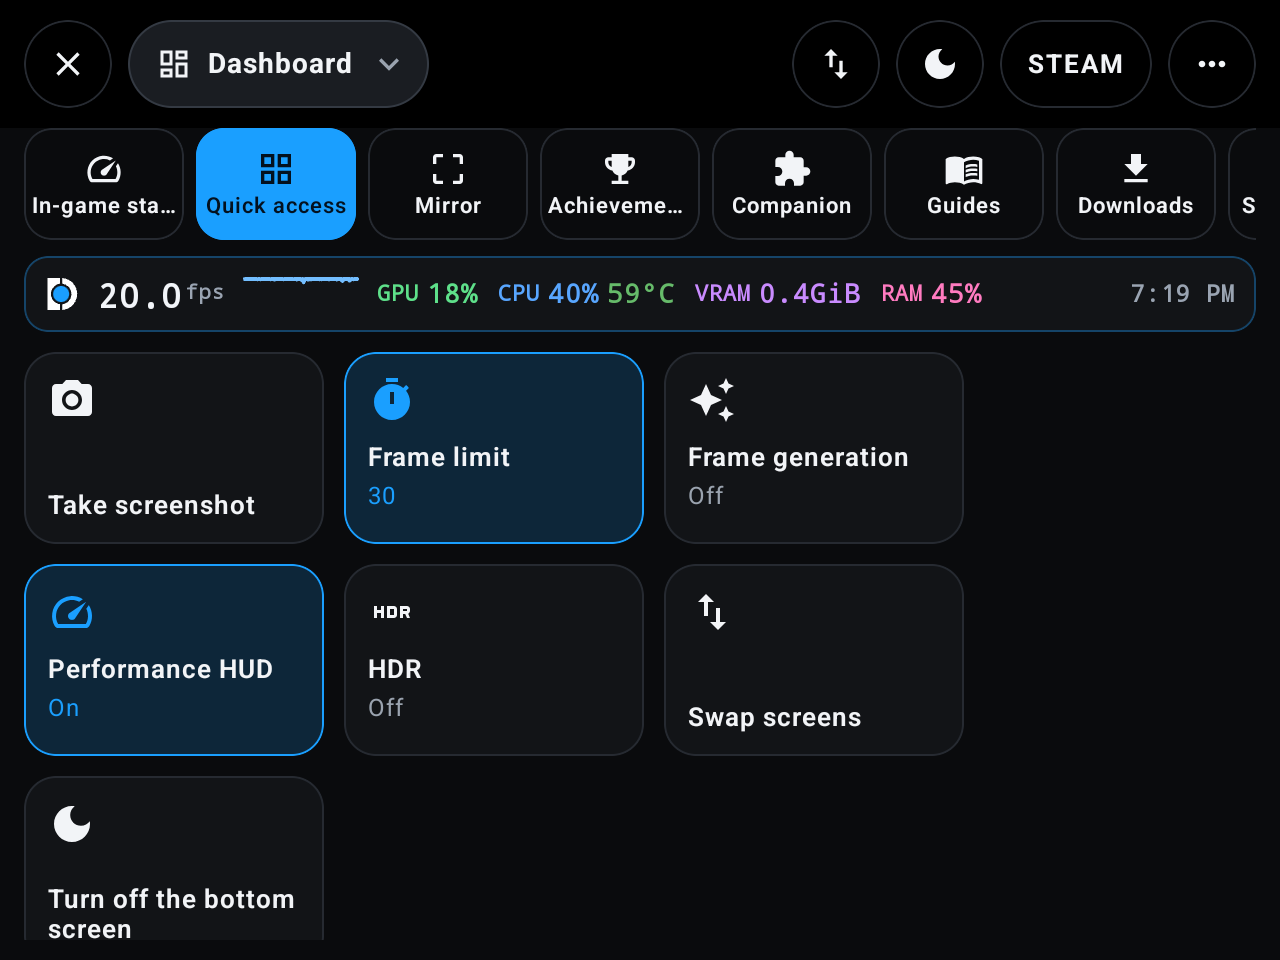 Dashboard
STEAM
In-game sta...
Quick access
Mirror
Achieveme...
Companion
Guides
Downloads
S
20.0 fps GPU 18% CPU 40% 59°C VRAM 0.4GiB RAM 45% 7:19 PM
Take screenshot
Frame limit
30
Frame generation
Off
Performance HUD
On
HDR
HDR
Off
Swap screens
Turn off the bottom
screen